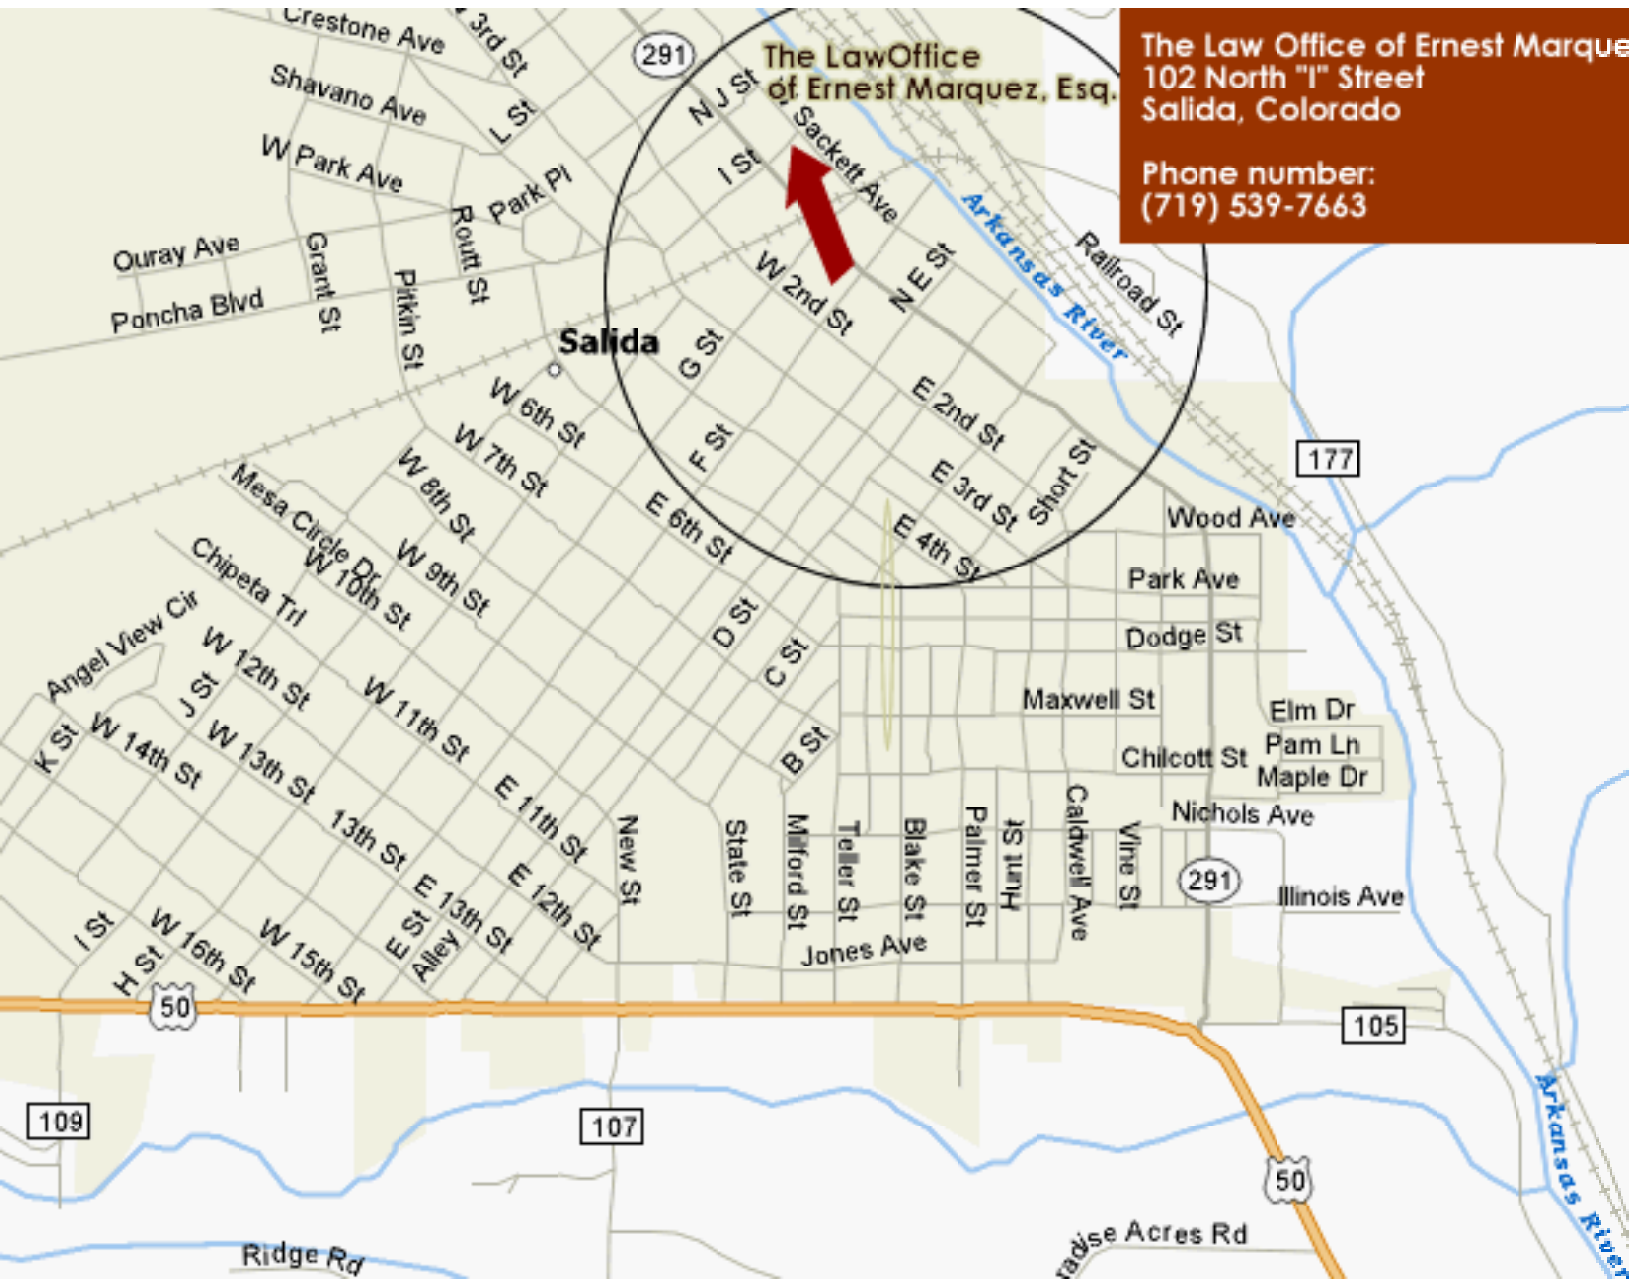 Crestone Ave
3rd St
291
The LawOffice
of Ernest Marquez, Esq.
The Law Office of Ernest Marque
102 North "I" Street
Salida, Colorado
Phone number:
(719) 539-7663
Shavano Ave
L St
N J St
Sackett Ave
W Park Ave
I St
Park Pl
Routt St
Arkansas River
Railroad St
Ouray Ave
Grant St
Pitkin St
W 2nd St
N E St
Poncha Blvd
Salida
G St
W 6th St
E 2nd St
F St
W 7th St
177
W 8th St
E 3rd St
Short St
Mesa Circle Dr
E 6th St
E 4th St
Wood Ave
Chipeta Trl
W 10th St
W 9th St
Park Ave
Angel View Cir
D St
Dodge St
W 12th St
C St
J St
W 11th St
Maxwell St
Elm Dr
K St
W 14th St
W 13th St
B St
Chilcott St
Pam Ln
Maple Dr
E 11th St
Nichols Ave
13th St
New St
State St
Milford St
Teller St
Blake St
Palmer St
Hunt St
Caldwell Ave
Vine St
291
Illinois Ave
E 12th St
E 13th St
I St
H St
W 16th St
W 15th St
E St
Alley
Jones Ave
50
105
109
107
50
Arkansas River
Ridge Rd
radise Acres Rd